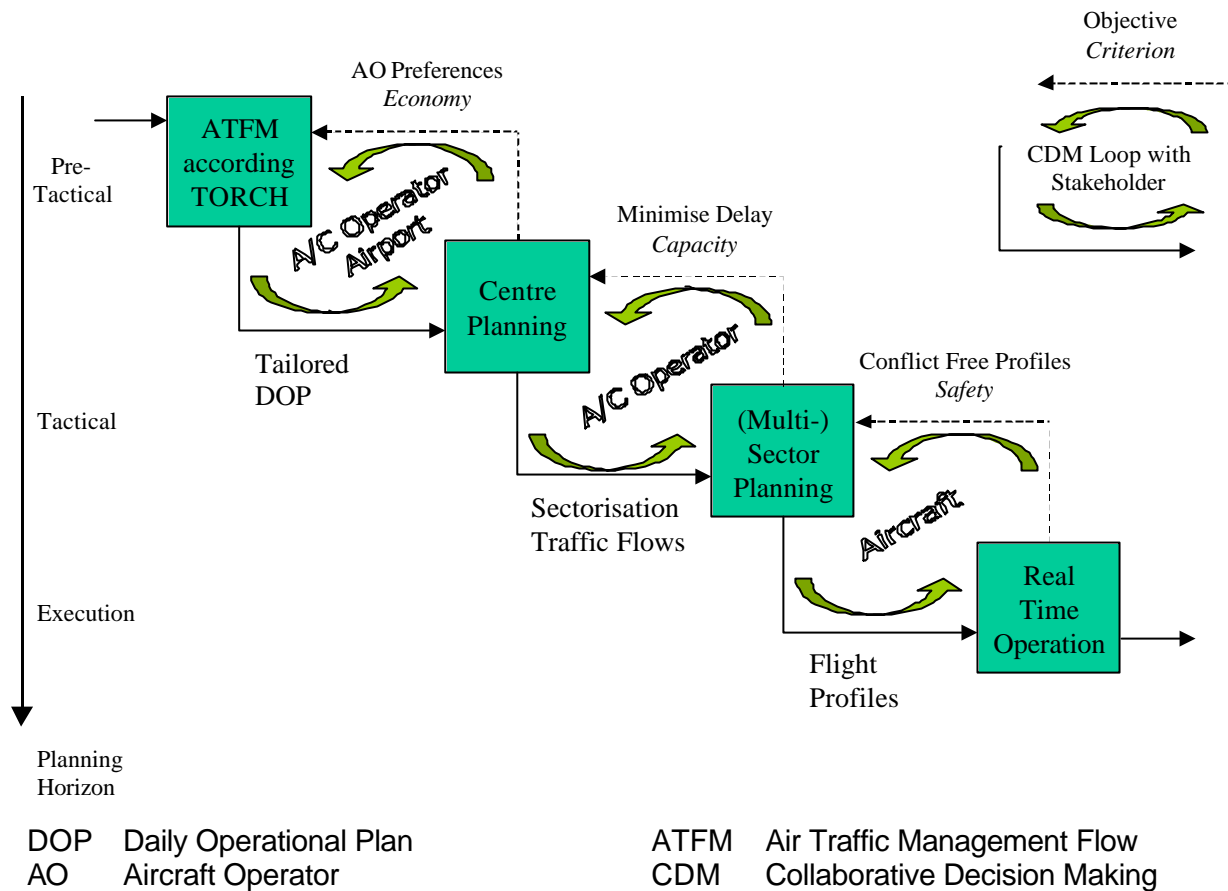 Objective
Criterion
AO Preferences
Economy
ATFM
according
TORCH
Pre-
Tactical
CDM Loop with
Stakeholder
A/C Operator
Airport
Minimise Delay
Capacity
Centre
Planning
Tailored
DOP
A/C Operator
Conflict Free Profiles
Safety
Tactical
(Multi-)
Sector
Planning
Sectorisation
Traffic Flows
Aircraft
Real
Time
Operation
Execution
Flight
Profiles
Planning
Horizon
DOP Daily Operational Plan
ATFM Air Traffic Management Flow
AO Aircraft Operator
CDM Collaborative Decision Making